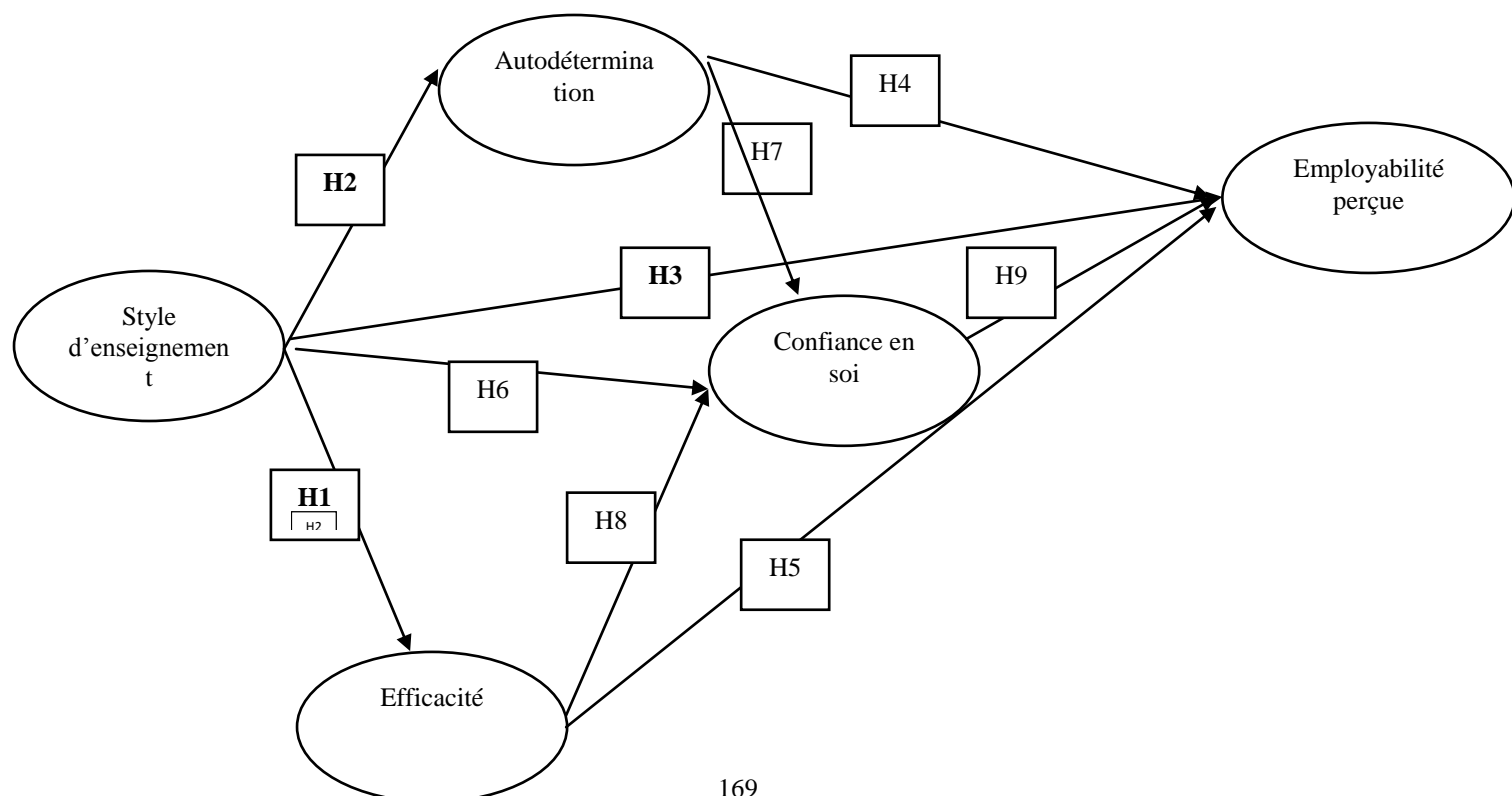 Autodétermina
tion
H4
H7
Employabilité
perçue
H2
H3
H9
Style
d’enseignemen
t
Confiance en
soi
H6
H1
H2
H8
H5
Efficacité
169